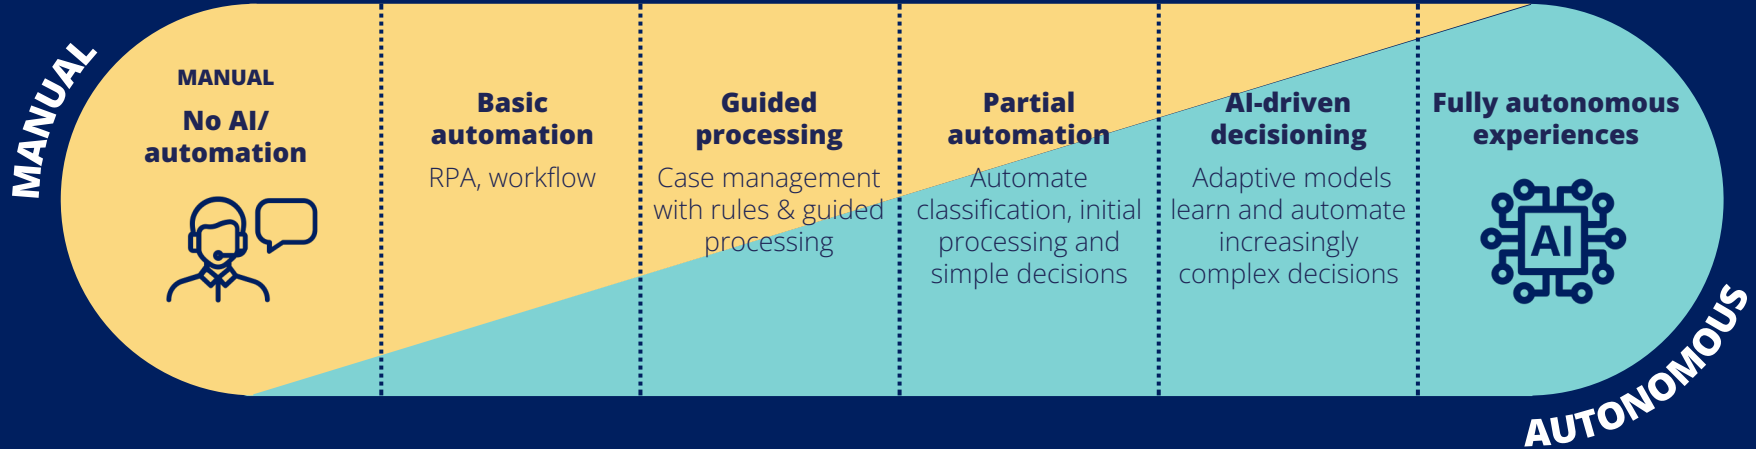 MANUAL
MANUAL
No AI/
automation
Basic
automation
RPA, workflow
Guided
processing
Case management
with rules & guided
processing
Partial
automation
Automate
classification, initial
processing and
simple decisions
AI-driven
decisioning
Adaptive models
learn and automate
increasingly
complex decisions
Fully autonomous
experiences
AI
AUTONOMOUS